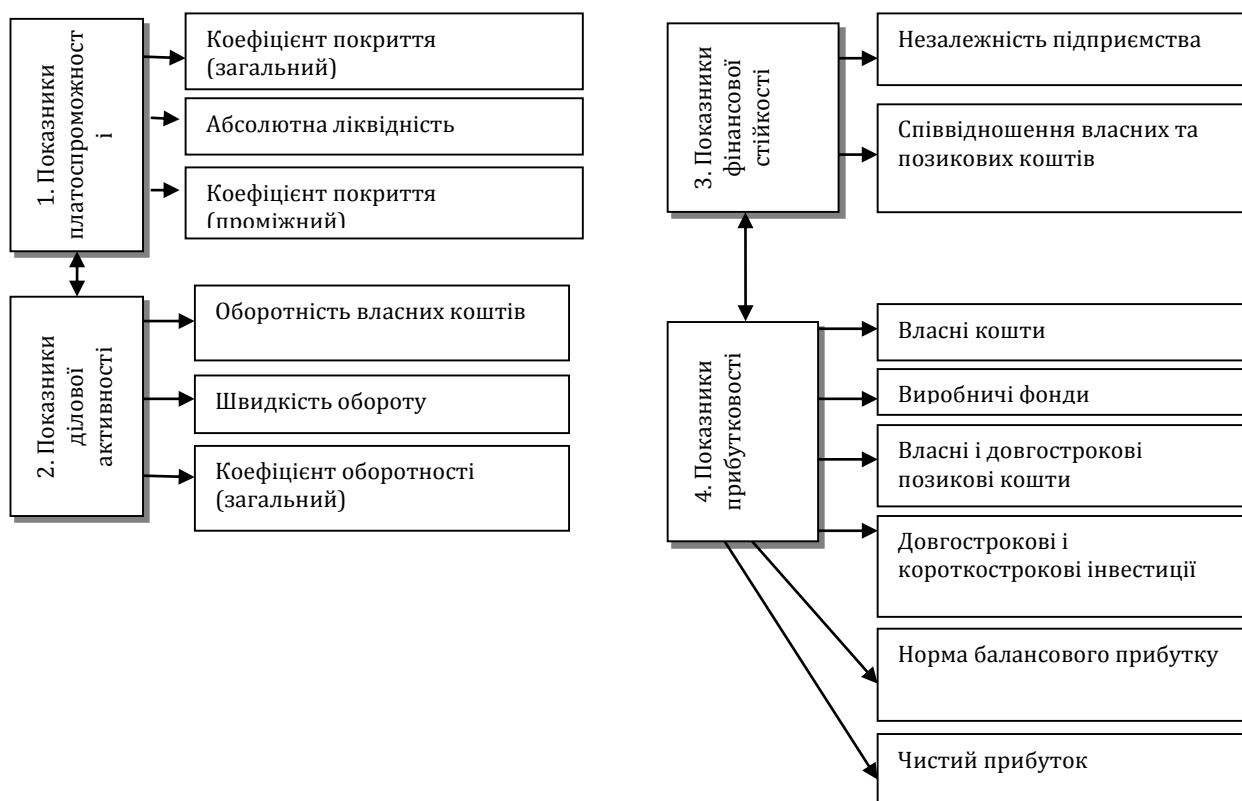 1. Показники
платоспроможност
і
Коефіцієнт покриття
(загальний)
Абсолютна ліквідність
Коефіцієнт покриття
(проміжний)
2. Показники
ділової
активності
Оборотність власних коштів
Швидкість обороту
Коефіцієнт оборотності
(загальний)
3. Показники
фінансової
стійкості
Незалежність підприємства
Співвідношення власних та
позикових коштів
4. Показники
прибутковості
Власні кошти
Виробничі фонди
Власні і довгострокові
позикові кошти
Довгострокові і
короткострокові інвестиції
Норма балансового прибутку
Чистий прибуток